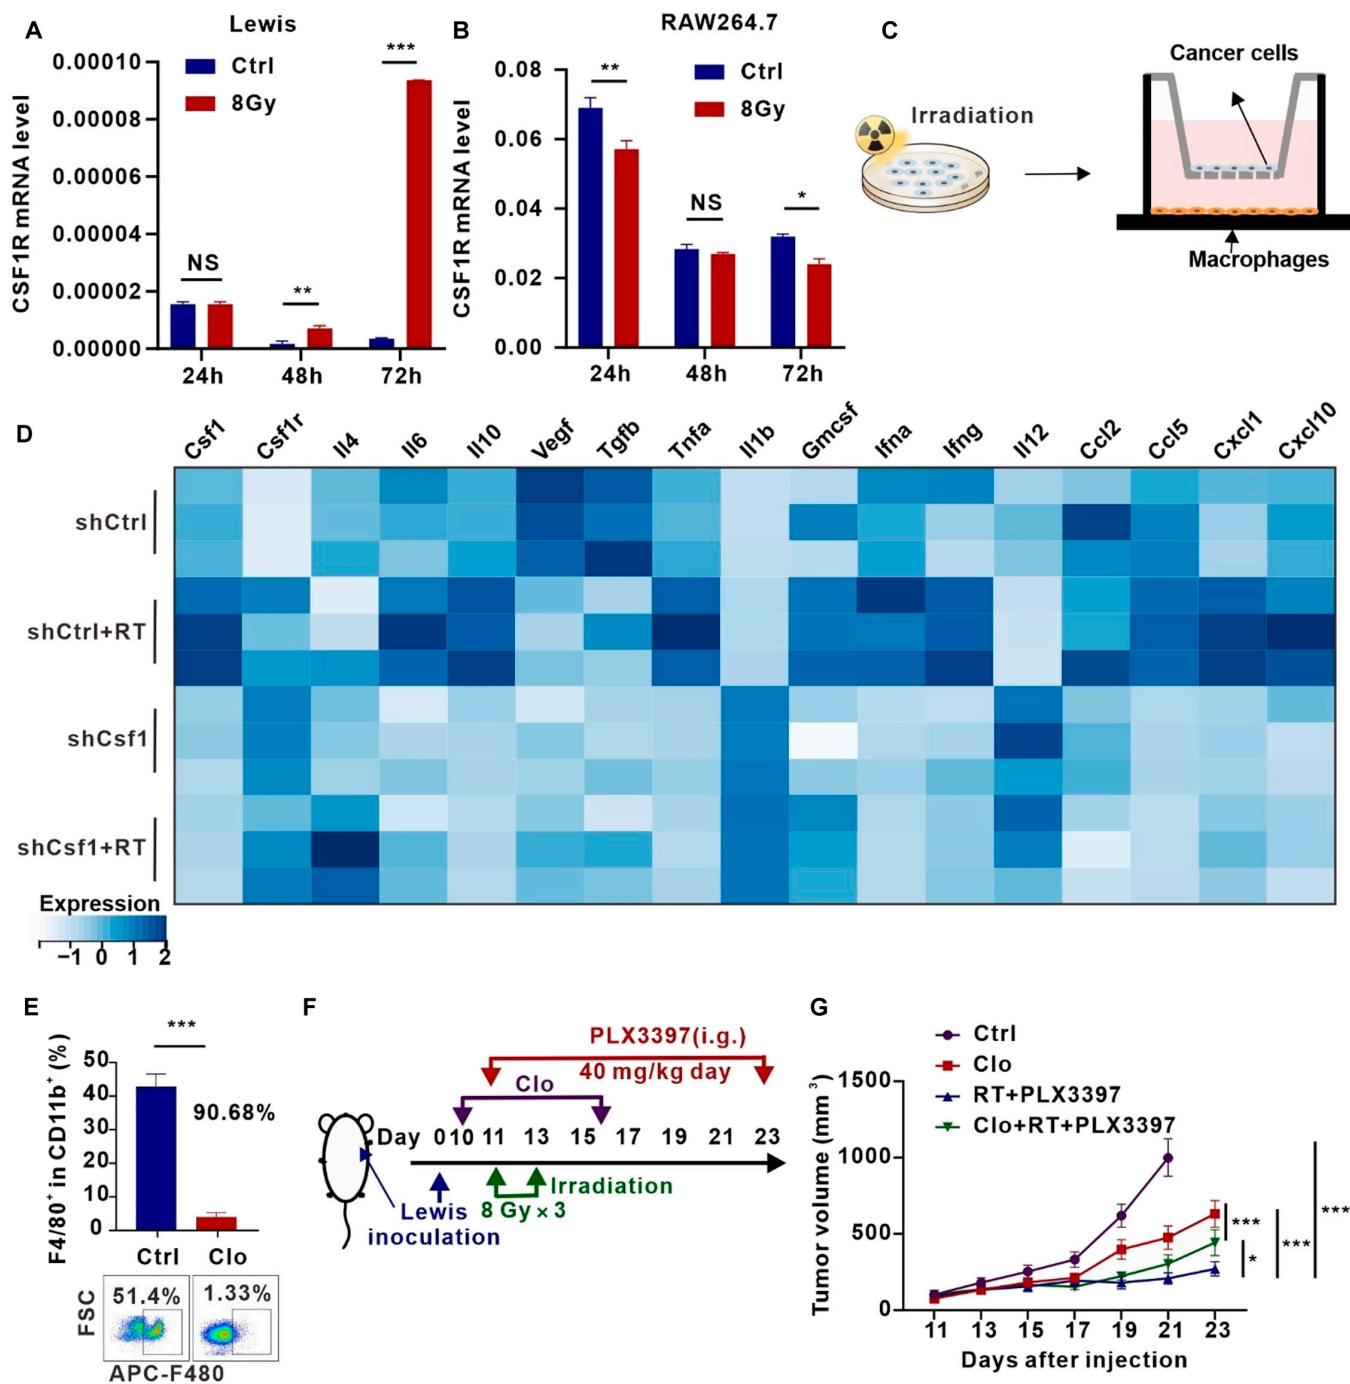 A
Lewis
CSF1R mRNA level
0.00010
0.00008
0.00006
0.00004
0.00002
0.00000
Ctrl
8Gy
NS
**
***
24h
48h
72h
B
RAW264.7
CSF1R mRNA level
0.08
0.06
0.04
0.02
0.00
Ctrl
8Gy
**
NS
*
24h
48h
72h
C
Irradiation
Cancer cells
Macrophages
D
Csf1 Csf1r Il4 Il6 Il10 Vegf Tgfb Tnfa Il1b Gmcsf Ifna Ifng Il12 Ccl2 Ccl5 Cxcl1 Cxcl10
shCtrl
shCtrl+RT
shCsf1
shCsf1+RT
Expression
−1 0 1 2
E
F4/80+ in CD11b+ (%)
50
40
30
20
10
0
***
90.68%
Ctrl
Clo
51.4%
1.33%
FSC
APC-F480
F
PLX3397(i.g.)
40 mg/kg day
Clo
Day 0 10 11 13 15 17 19 21 23
Irradiation
8 Gy × 3
Lewis
inoculation
G
Ctrl
Clo
RT+PLX3397
Clo+RT+PLX3397
Tumor volume (mm3)
1500
1000
500
0
***
*
***
***
11 13 15 17 19 21 23
Days after injection